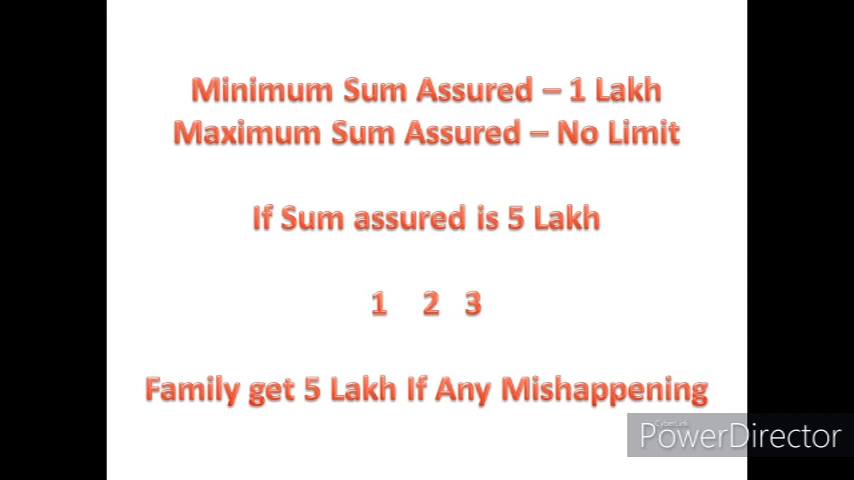 Minimum Sum Assured – 1 Lakh
Maximum Sum Assured – No Limit
If Sum assured is 5 Lakh
1 2 3
Family get 5 Lakh If Any Mishappening
CyberLink
PowerDirector